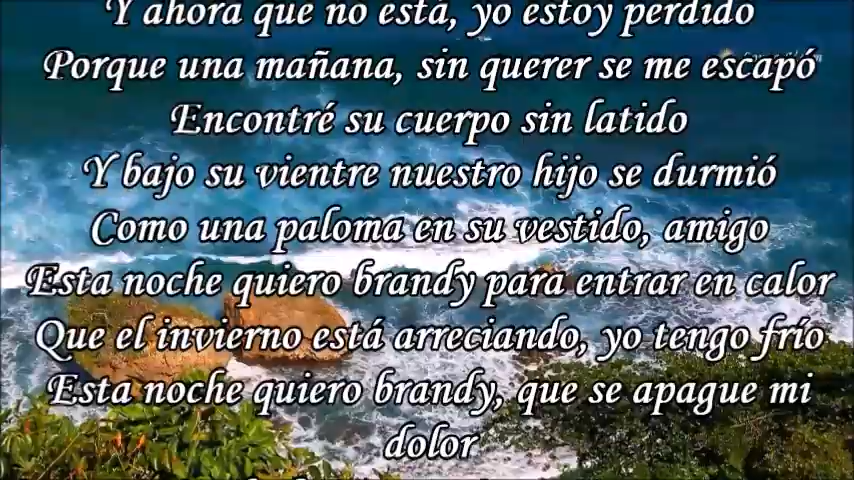 Y ahora que no está, yo estoy perdido
Porque una mañana, sin querer se me escapó
Encontré su cuerpo sin latido
Y bajo su vientre nuestro hijo se durmió
Como una paloma en su vestido, amigo
Esta noche quiero brandy para entrar en calor
Que el invierno está arreciando, yo tengo frío
Esta noche quiero brandy, que se apague mi
dolor